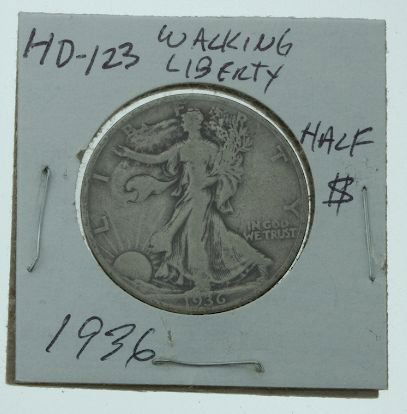 HD-123 WALKING
LIBERTY
HALF
$
LIBERTY
IN GOD
WE TRUST
1936
1936